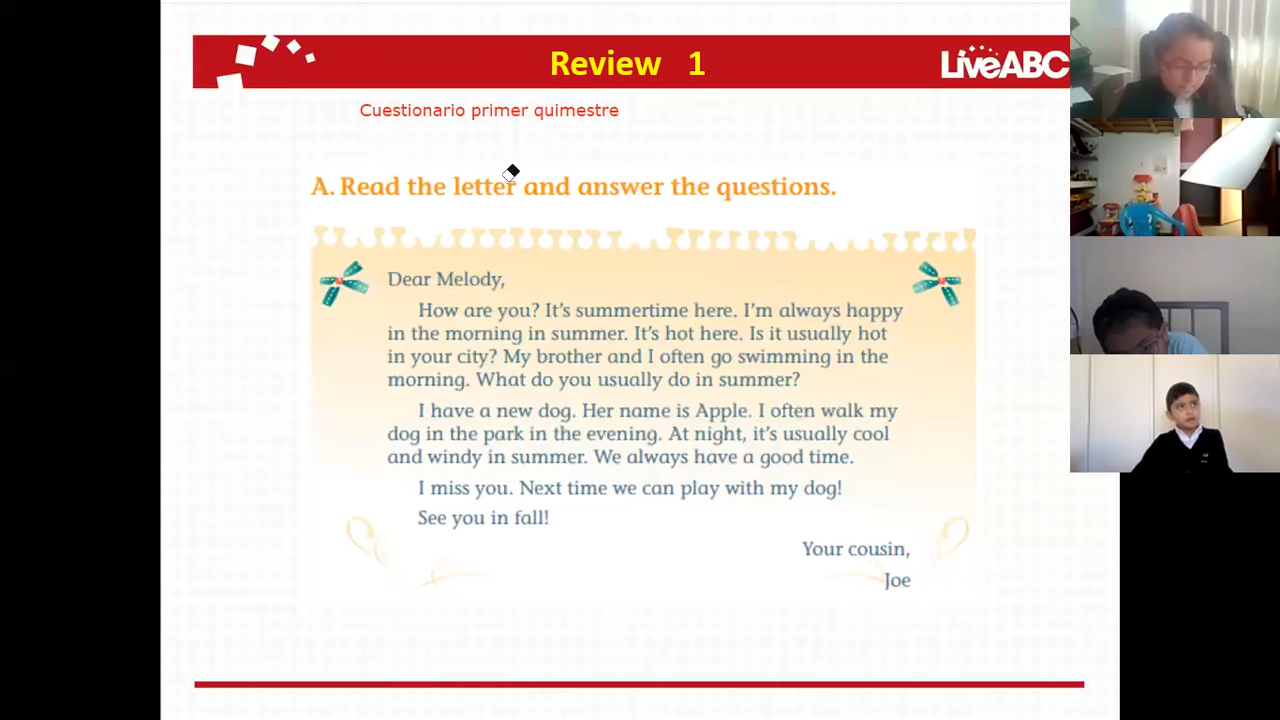 Review 1
LiveABC
Cuestionario primer quimestre
A. Read the letter and answer the questions.
Dear Melody,
How are you? It's summertime here. I'm always happy
in the morning in summer. It's hot here. Is it usually hot
in your city? My brother and I often go swimming in the
morning. What do you usually do in summer?
I have a new dog. Her name is Apple. I often walk my
dog in the park in the evening. At night, it's usually cool
and windy in summer. We always have a good time.
I miss you. Next time we can play with my dog!
See you in fall!
Your cousin,
Joe